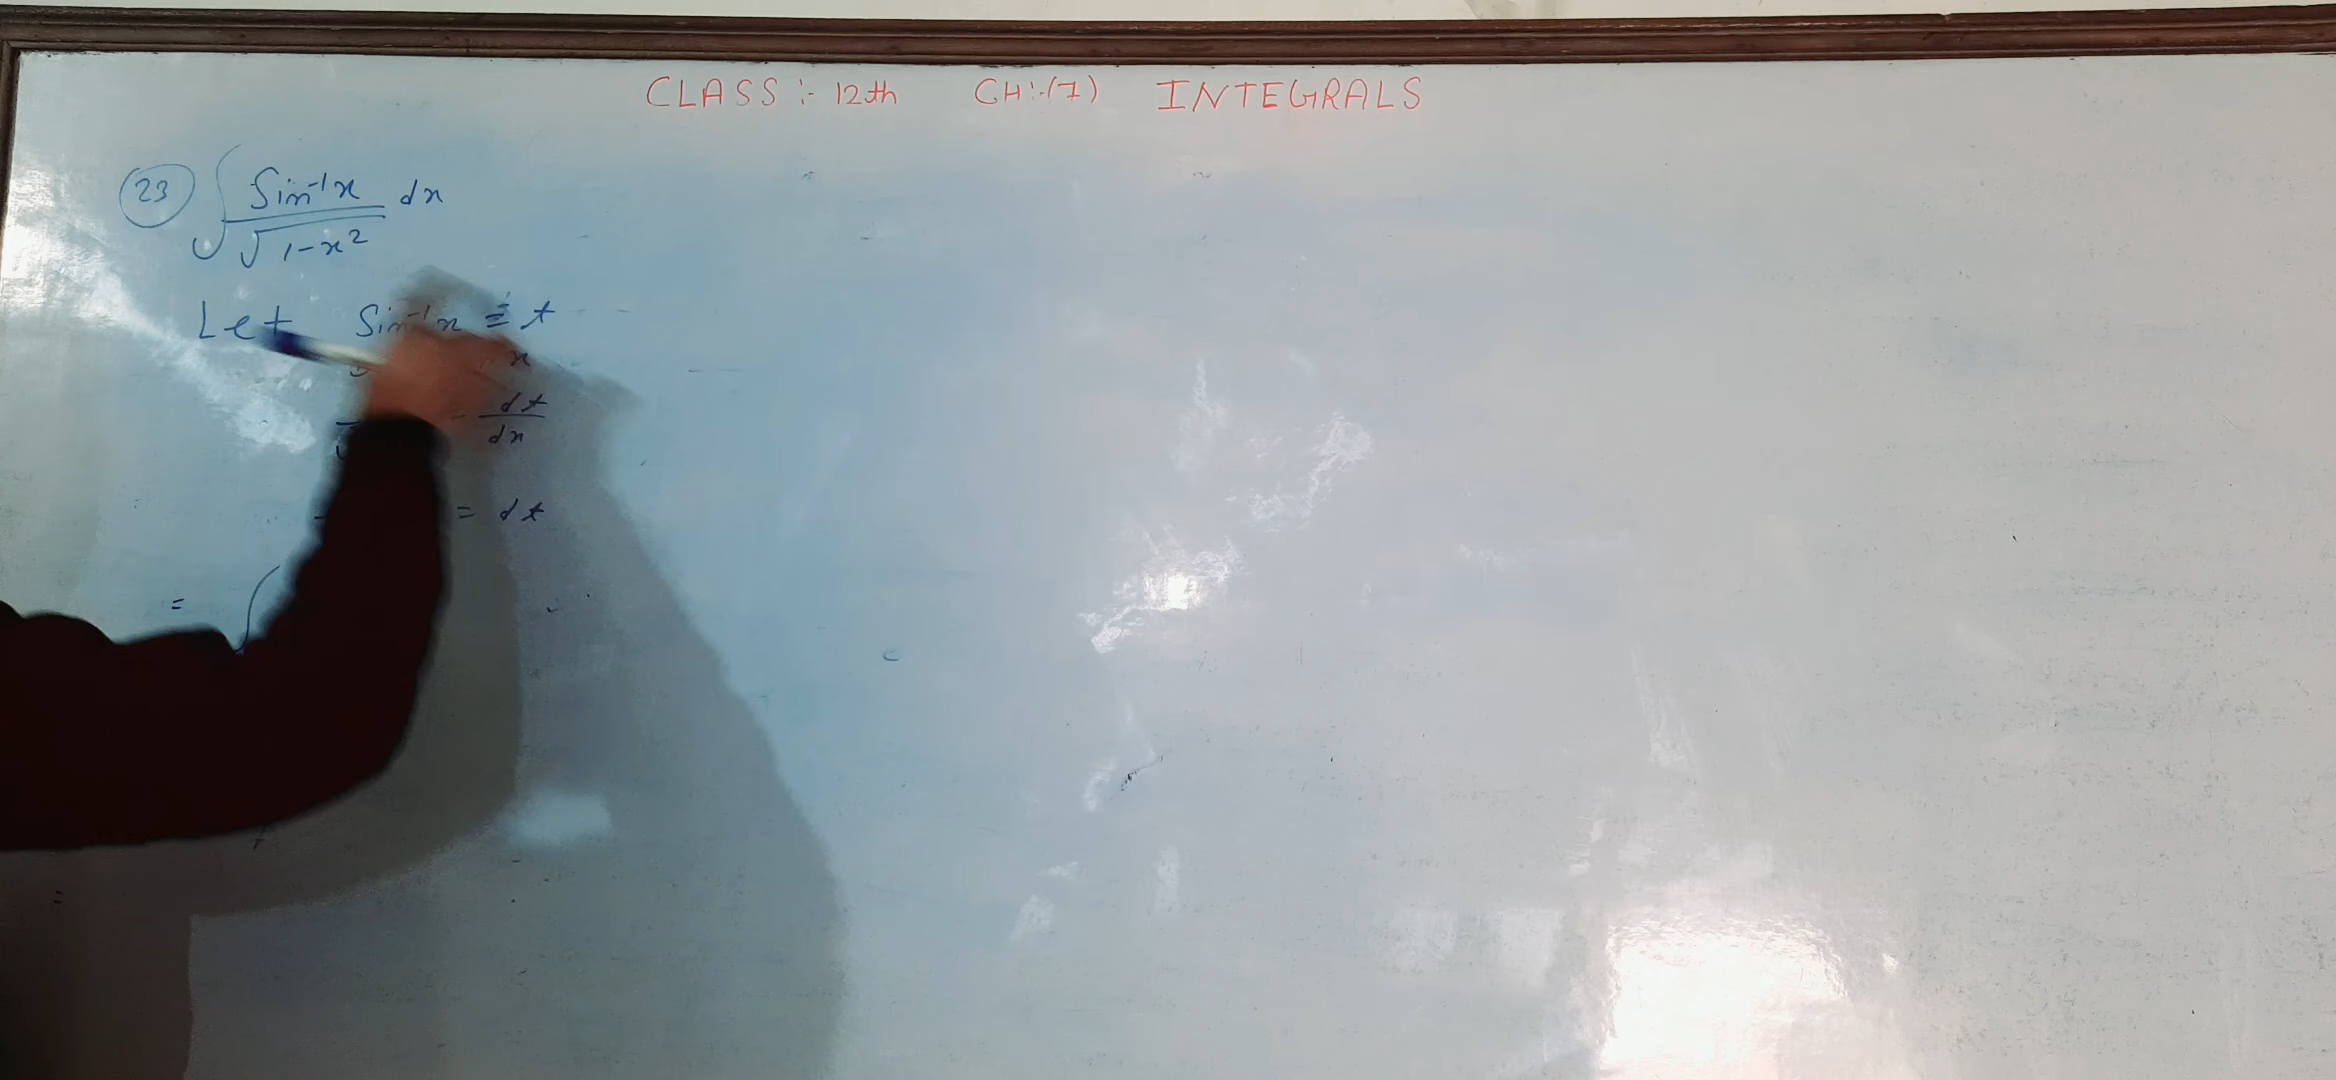 CLASS :- 12th CH:-(7) INTEGRALS
(23) ∫ Sin⁻¹x / √1-x² dx
Let Sin⁻¹x = t
x
dt / dx
= dt
= ∫